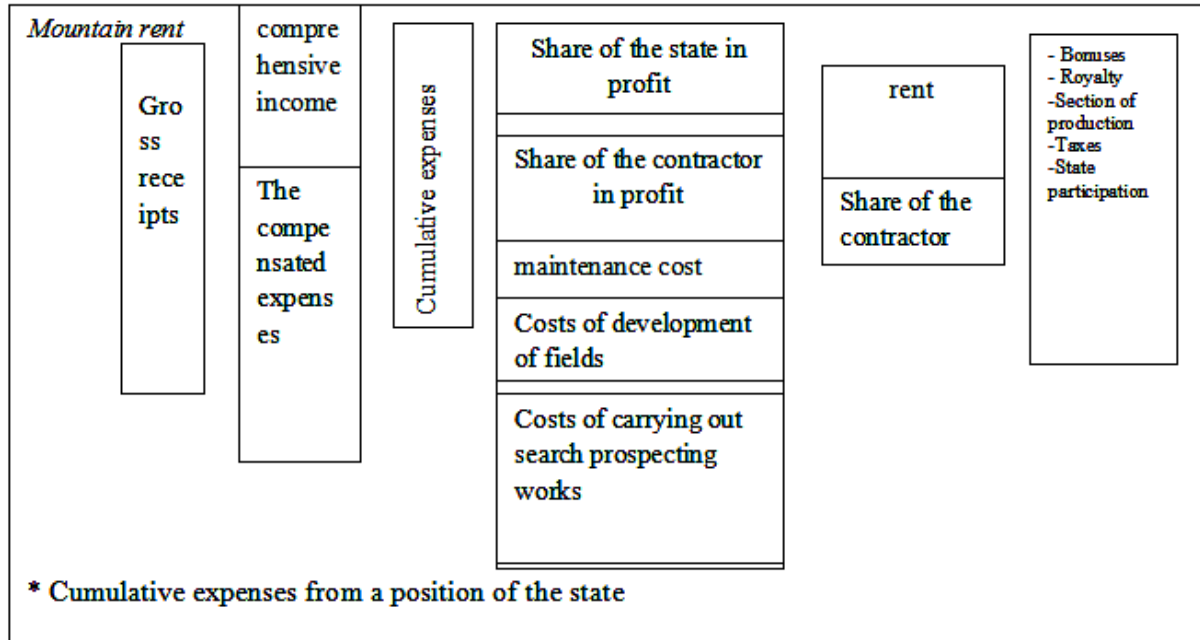 Mountain rent
Gro
ss
rece
ipts
compre
hensive
income
The
compe
nsated
expens
es
Cumulative expenses
Share of the state in
profit
Share of the contractor
in profit
maintenance cost
Costs of development
of fields
Costs of carrying out
search prospecting
works
rent
Share of the
contractor
- Bonuses
- Royalty
-Section of
production
-Taxes
-State
participation
* Cumulative expenses from a position of the state